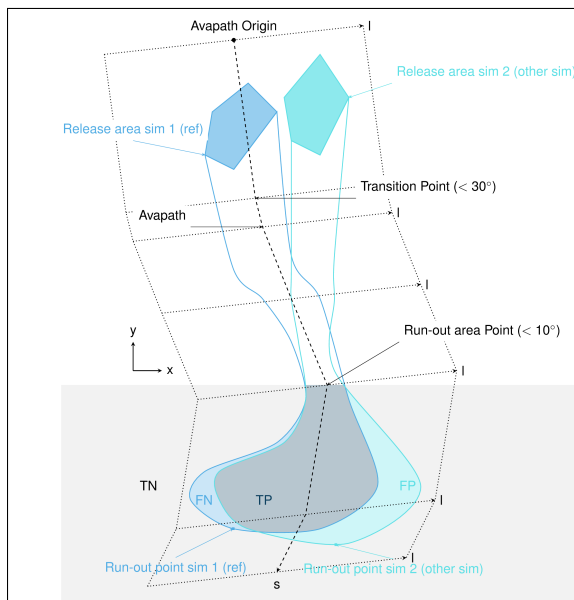 Avapath Origin
l
Release area sim 2 (other sim)
Release area sim 1 (ref)
Transition Point (< 30°)
Avapath
l
l
y
x
Run-out area Point (< 10°)
l
TN
FN
TP
FP
l
Run-out point sim 1 (ref)
Run-out point sim 2 (other sim)
l
s